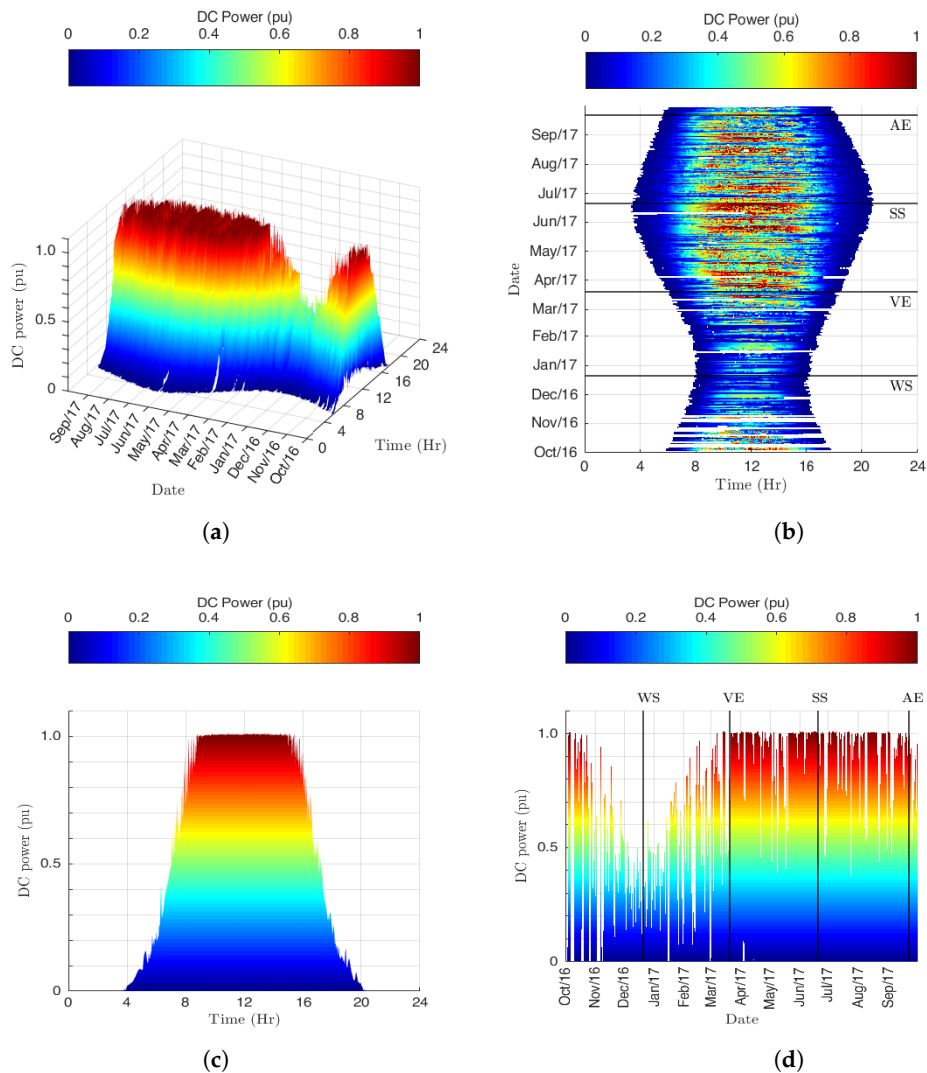 DC Power (pu)
0 0.2 0.4 0.6 0.8 1
DC power (pu)
1.0
0.5
0
Sep/17
Aug/17
Jul/17
Jun/17
May/17
Apr/17
Mar/17
Feb/17
Jan/17
Dec/16
Nov/16
Oct/16
Date
0 4 8 12 16 20 24
Time (Hr)
(a)
DC Power (pu)
0 0.2 0.4 0.6 0.8 1
Date
Sep/17
Aug/17
Jul/17
Jun/17
May/17
Apr/17
Mar/17
Feb/17
Jan/17
Dec/16
Nov/16
Oct/16
AE
SS
VE
WS
0 4 8 12 16 20 24
Time (Hr)
(b)
DC Power (pu)
0 0.2 0.4 0.6 0.8 1
DC power (pu)
1.0
0.5
0
0 4 8 12 16 20 24
Time (Hr)
(c)
DC Power (pu)
0 0.2 0.4 0.6 0.8 1
WS VE SS AE
DC power (pu)
1.0
0.5
0
Oct/16 Nov/16 Dec/16 Jan/17 Feb/17 Mar/17 Apr/17 May/17 Jun/17 Jul/17 Aug/17 Sep/17
Date
(d)